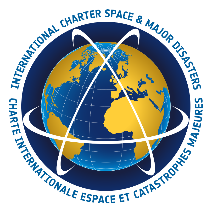 INTERNATIONAL CHARTER SPACE & MAJOR DISASTERS
CHARTE INTERNATIONALE ESPACE ET CATASTROPHES MAJEURES